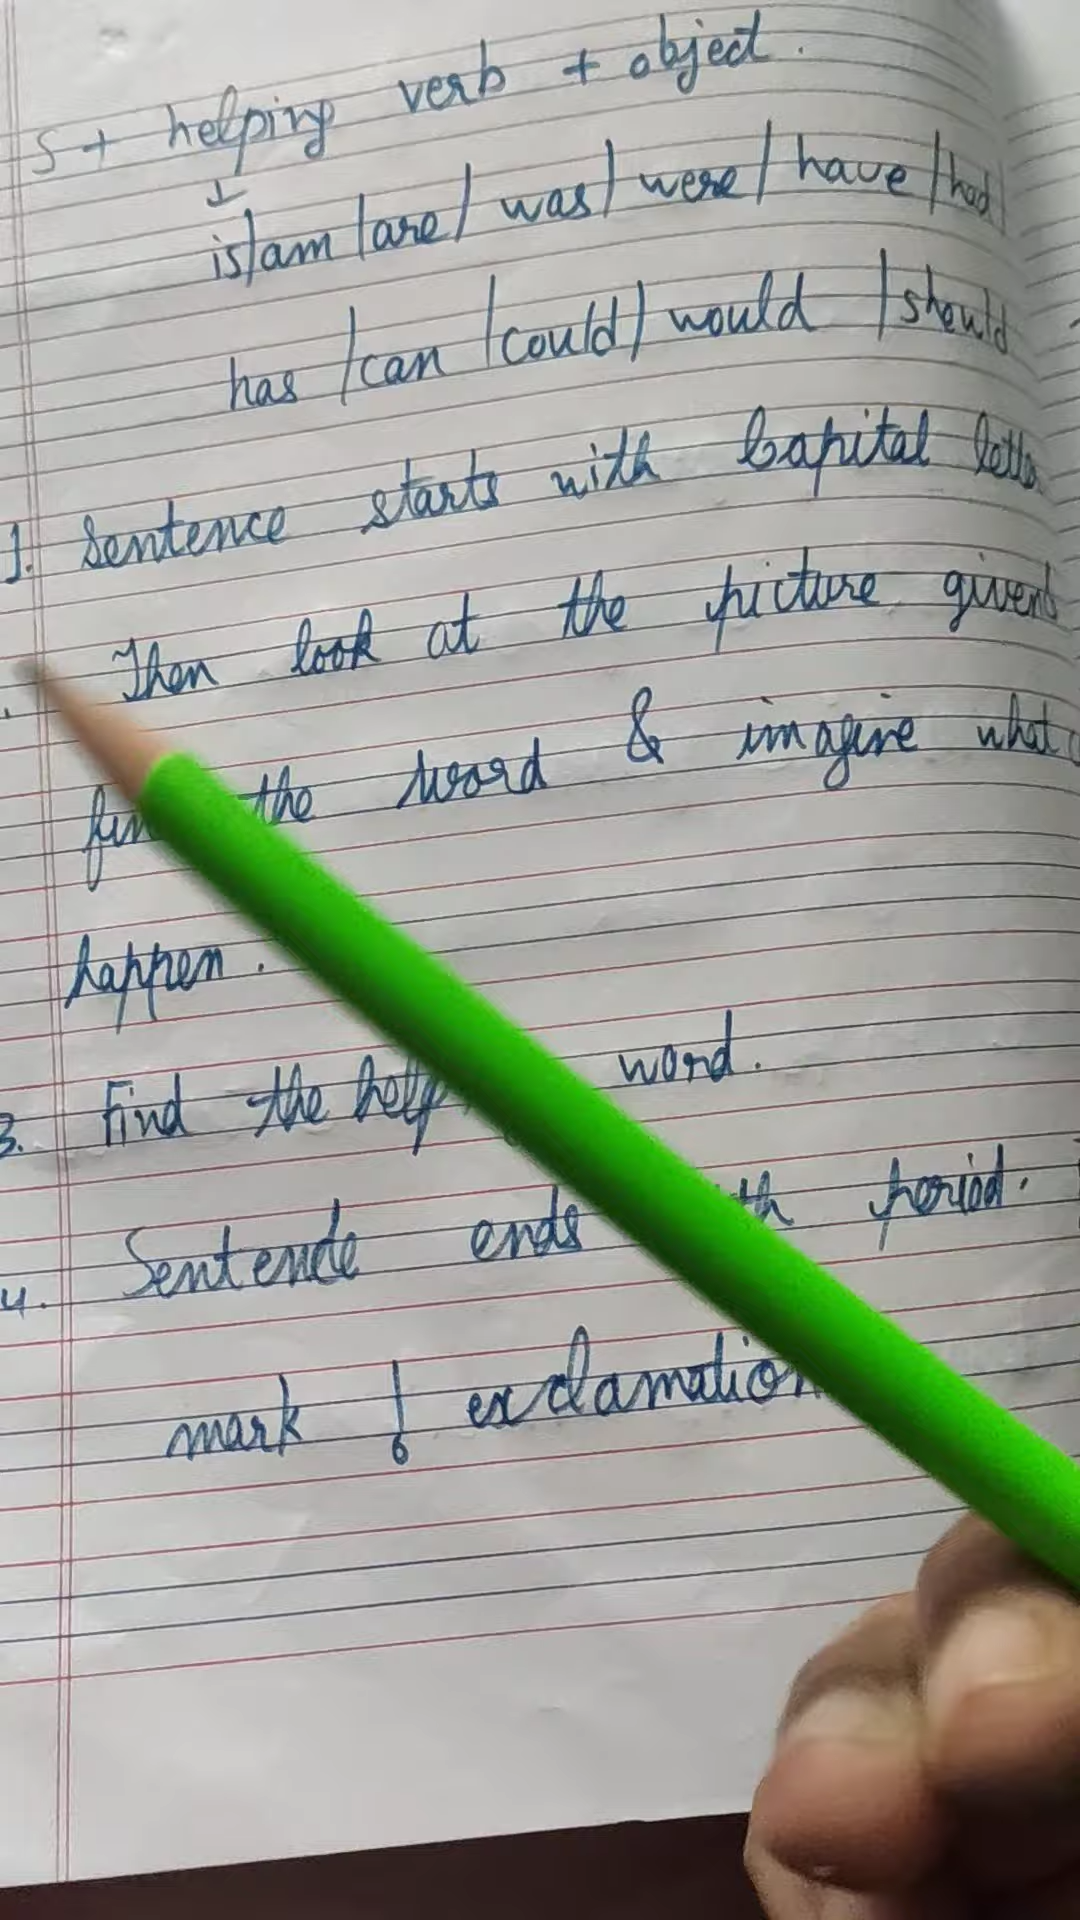 S + helping verb + object.
↓
is/am/are/was/were/have/had
has/can/could/would/should
1. Sentence starts with Capital
Then look at the picture given
the word & imagine what
happen.
3. Find the word.
4. Sentence ends period.
mark ! exclamation